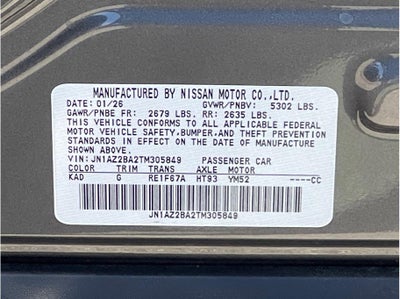 MANUFACTURED BY NISSAN MOTOR CO.,LTD.
DATE: 01/26 GVWR/PNBV: 5302 LBS.
GAWR/PNBE FR: 2679 LBS. RR: 2635 LBS.
THIS VEHICLE CONFORMS TO ALL APPLICABLE FEDERAL
MOTOR VEHICLE SAFETY,BUMPER,AND THEFT PREVENTION
STANDARDS IN EFFECT ON THE DATE OF MANUFACTURE
SHOWN ABOVE.
VIN: JN1AZ2BA2TM305849 PASSENGER CAR
COLOR TRIM TRANS AXLE MOTOR
KAD G RE1F67A HT93 YM52 ----CC
JN1AZ2BA2TM305849